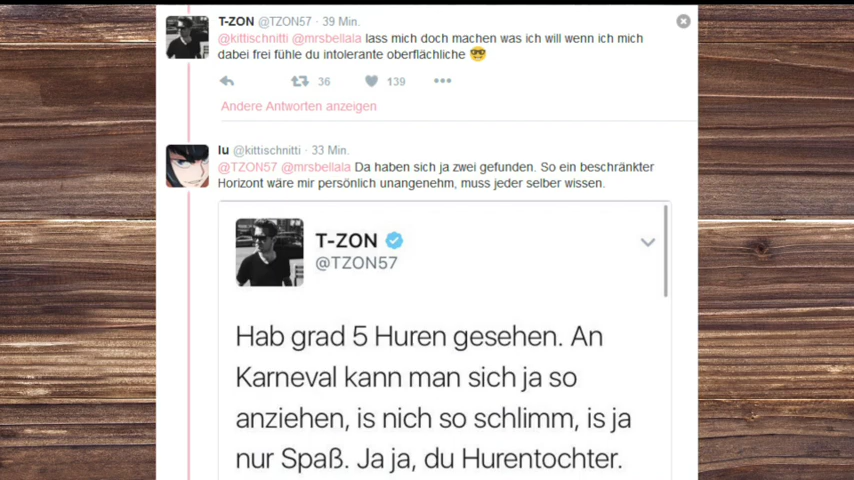 T-ZON @TZON57 · 39 Min.
@kittischnitti @mrsbellala lass mich doch machen was ich will wenn ich mich
dabei frei fühle du intolerante oberflächliche 🤓
36 139
Andere Antworten anzeigen
lu @kittischnitti · 33 Min.
@TZON57 @mrsbellala Da haben sich ja zwei gefunden. So ein beschränkter
Horizont wäre mir persönlich unangenehm, muss jeder selber wissen.
T-ZON
@TZON57
Hab grad 5 Huren gesehen. An
Karneval kann man sich ja so
anziehen, is nich so schlimm, is ja
nur Spaß. Ja ja, du Hurentochter.